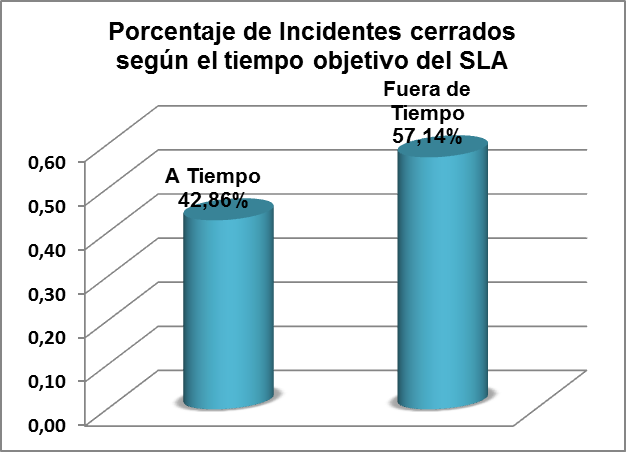 Porcentaje de Incidentes cerrados
según el tiempo objetivo del SLA
Fuera de
Tiempo
57,14%
A Tiempo
42,86%
0,60
0,50
0,40
0,30
0,20
0,10
0,00